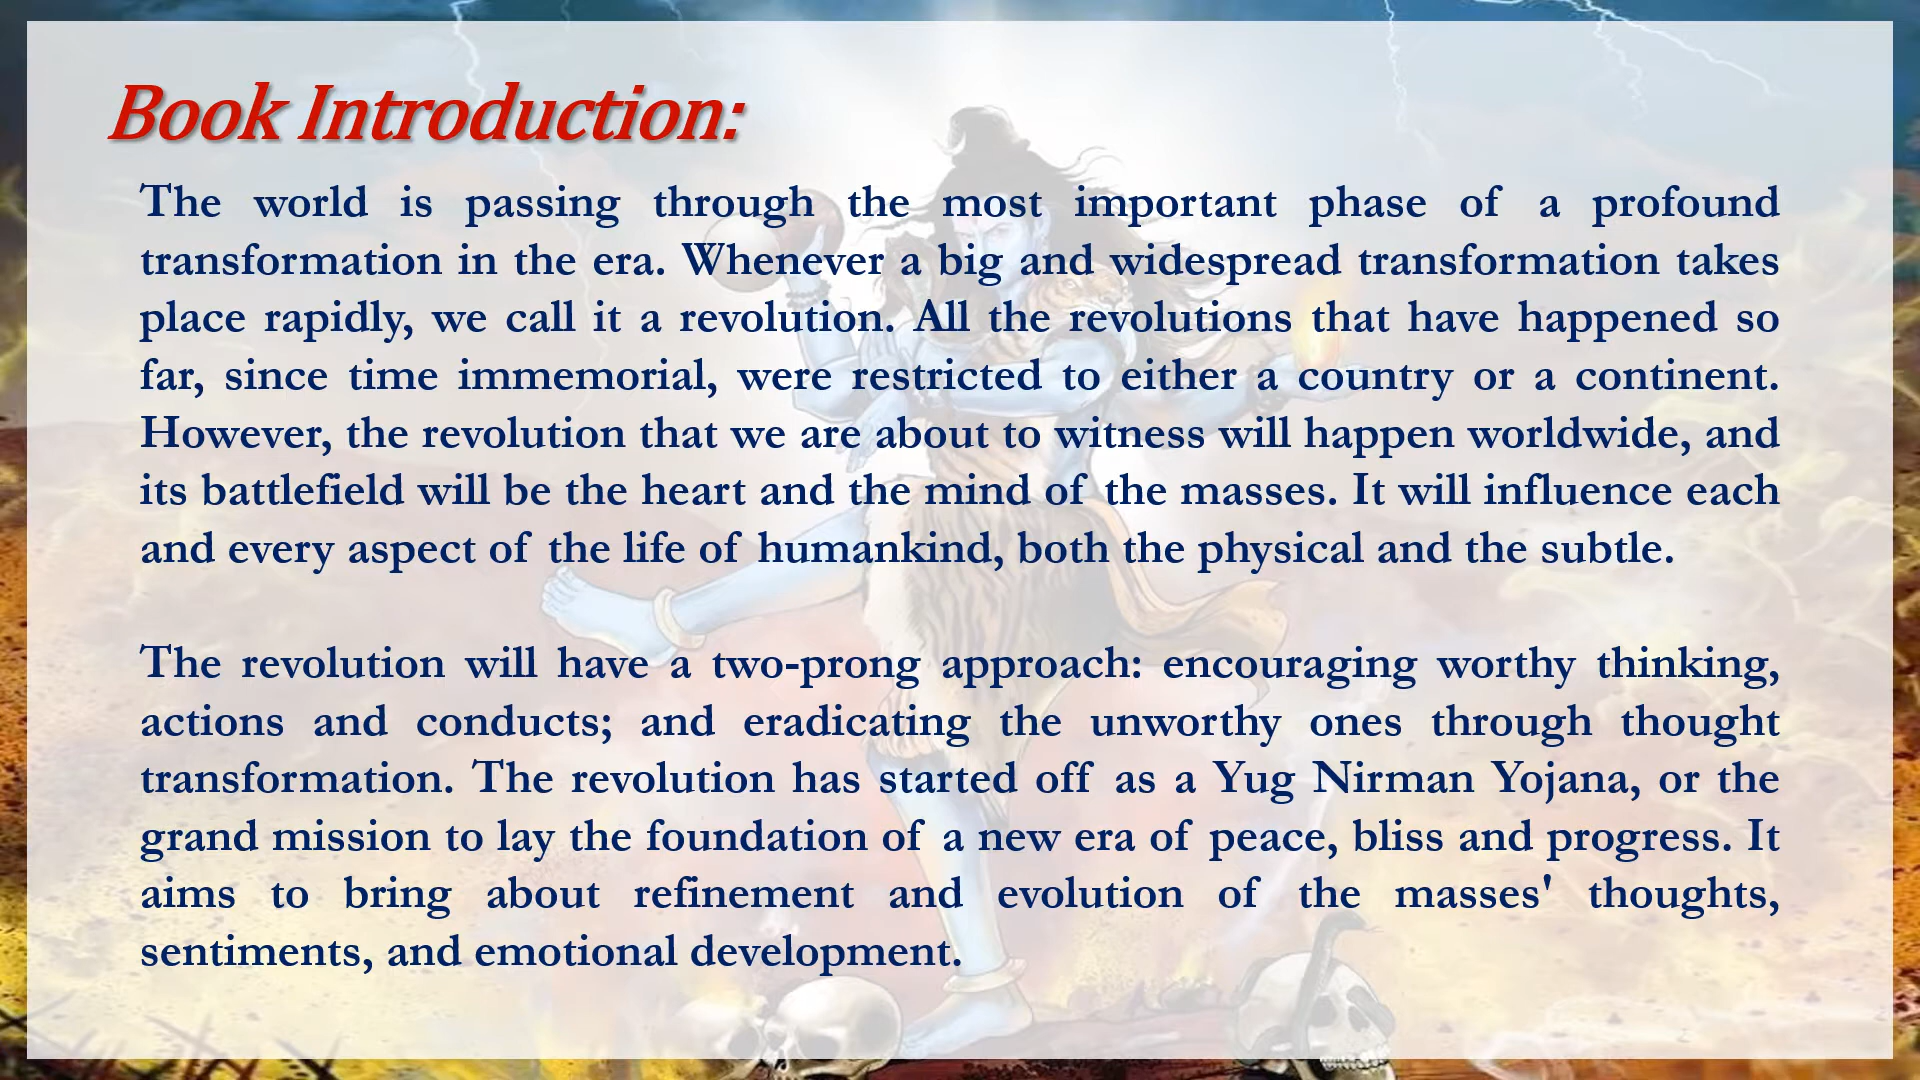 Book Introduction:
The world is passing through the most important phase of a profound
transformation in the era. Whenever a big and widespread transformation takes
place rapidly, we call it a revolution. All the revolutions that have happened so
far, since time immemorial, were restricted to either a country or a continent.
However, the revolution that we are about to witness will happen worldwide, and
its battlefield will be the heart and the mind of the masses. It will influence each
and every aspect of the life of humankind, both the physical and the subtle.
The revolution will have a two-prong approach: encouraging worthy thinking,
actions and conducts; and eradicating the unworthy ones through thought
transformation. The revolution has started off as a Yug Nirman Yojana, or the
grand mission to lay the foundation of a new era of peace, bliss and progress. It
aims to bring about refinement and evolution of the masses' thoughts,
sentiments, and emotional development.